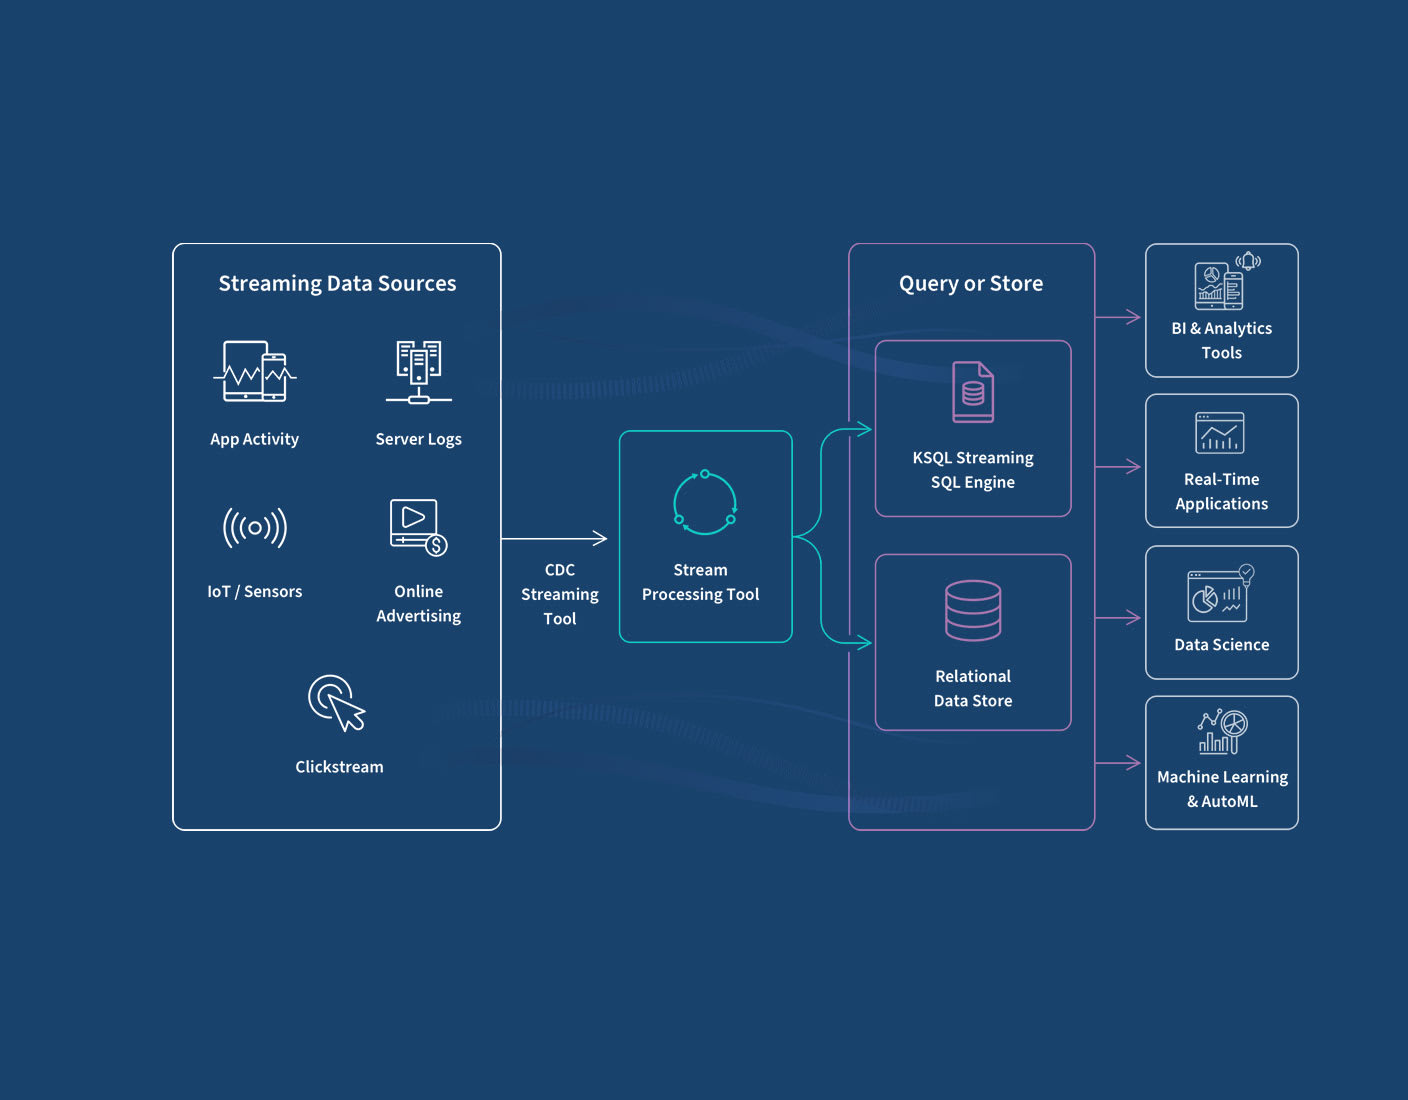 Streaming Data Sources
App Activity
Server Logs
IoT / Sensors
Online
Advertising
Clickstream
CDC
Streaming
Tool
Stream
Processing Tool
Query or Store
KSQL Streaming
SQL Engine
Relational
Data Store
BI & Analytics
Tools
Real-Time
Applications
Data Science
Machine Learning
& AutoML